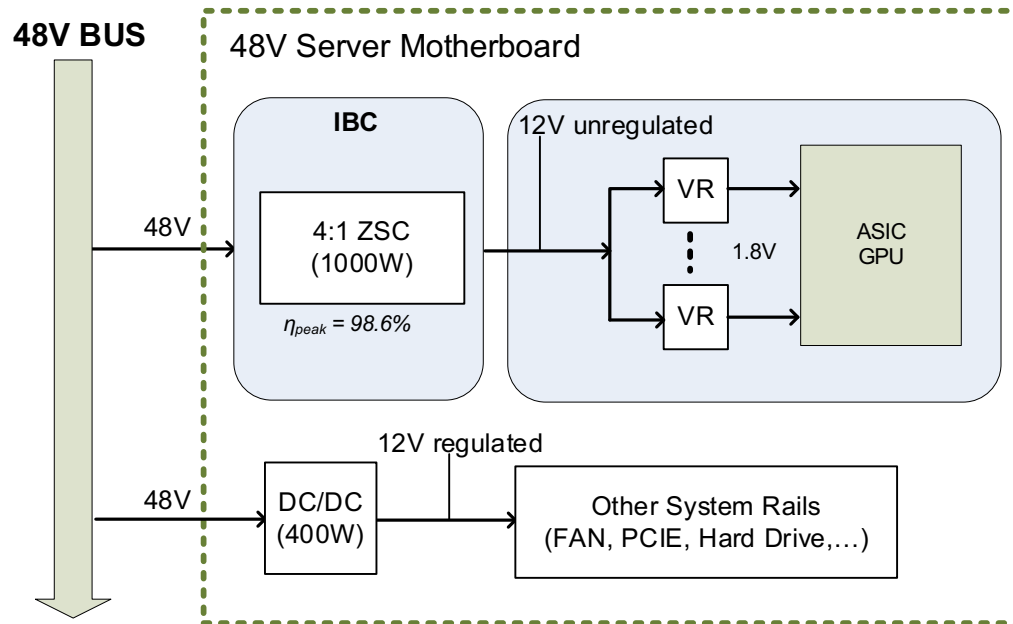 48V BUS
48V Server Motherboard
IBC
12V unregulated
48V
4:1 ZSC
(1000W)
η_peak = 98.6%
VR
1.8V
VR
ASIC
GPU
12V regulated
48V
DC/DC
(400W)
Other System Rails
(FAN, PCIE, Hard Drive,…)